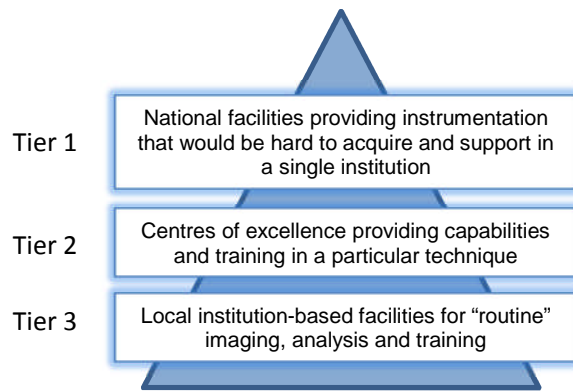 Tier 1
National facilities providing instrumentation
that would be hard to acquire and support in
a single institution
Tier 2
Centres of excellence providing capabilities
and training in a particular technique
Tier 3
Local institution-based facilities for “routine”
imaging, analysis and training